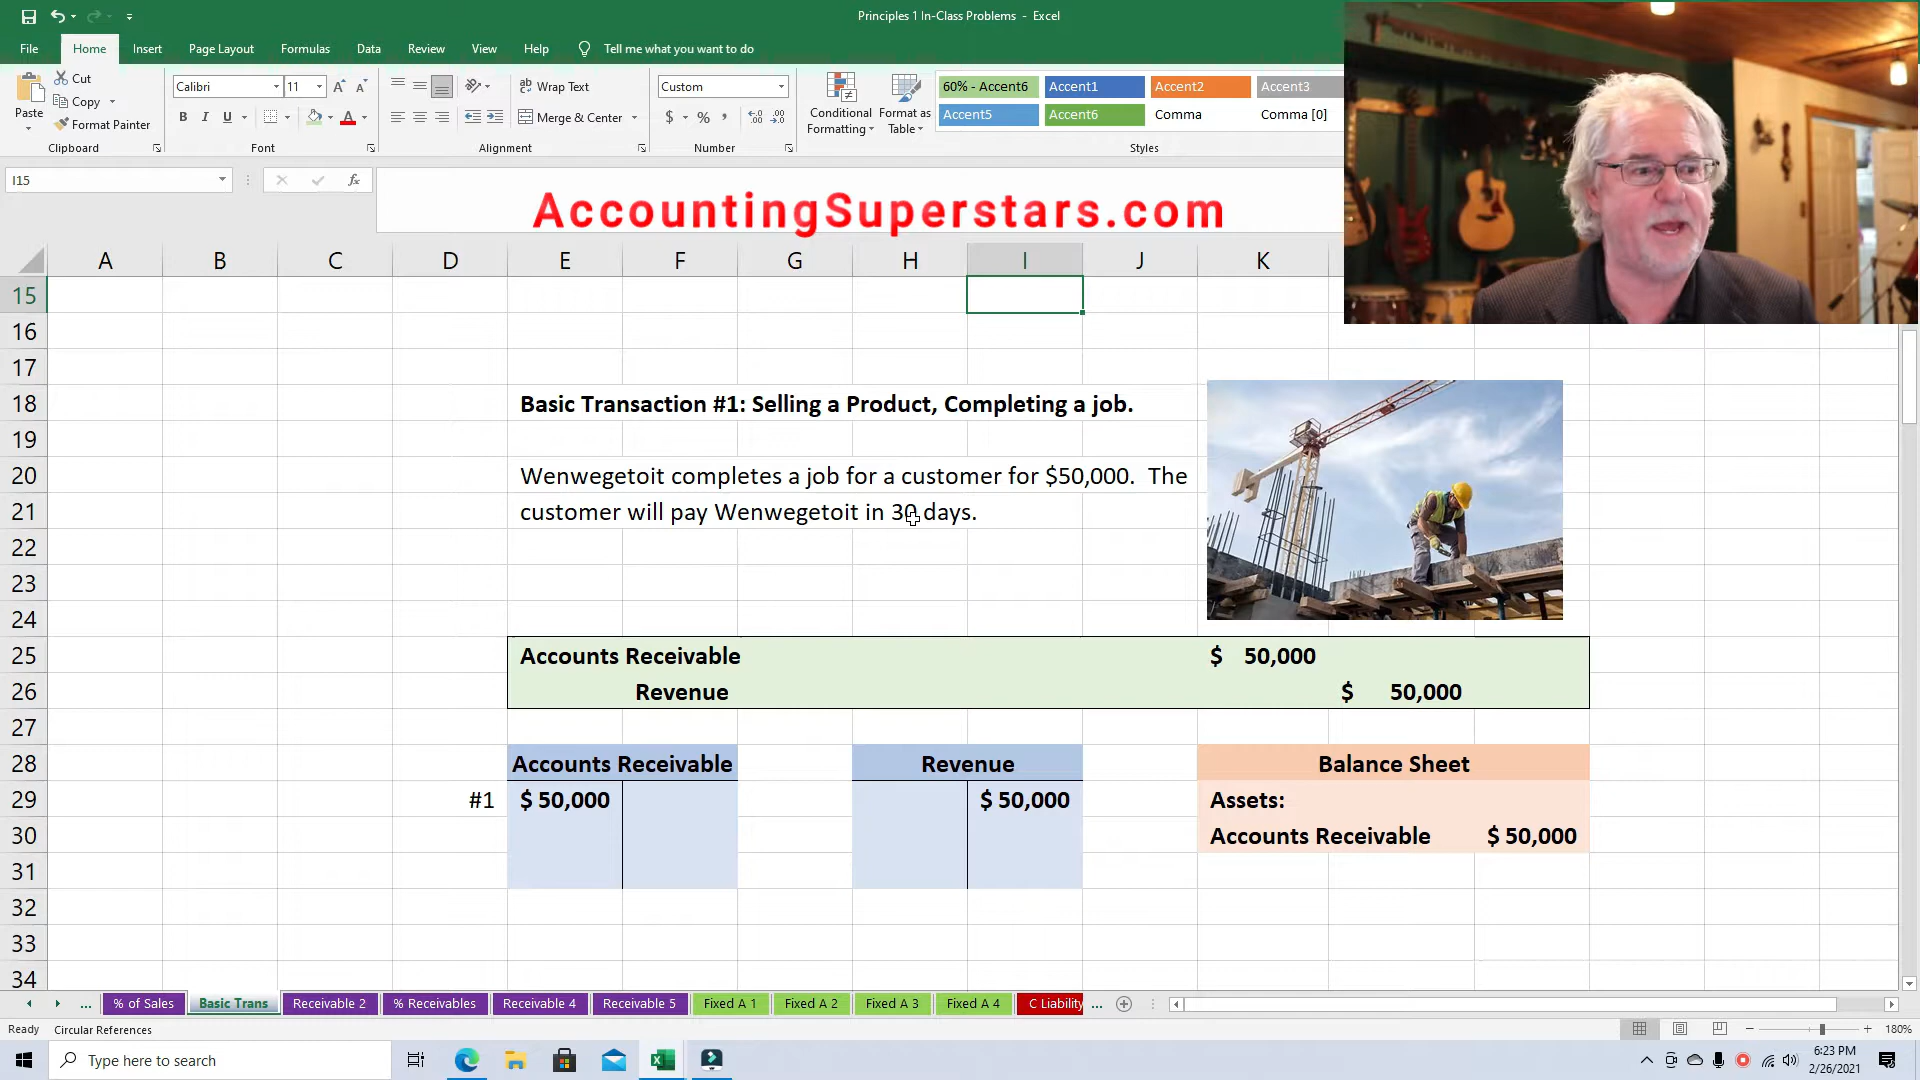 Principles 1 In-Class Problems - Excel
File Home Insert Page Layout Formulas Data Review View Help Tell me what you want to do
Paste
Cut
Copy
Format Painter
Clipboard
Calibri 11
B I U A
Font
Wrap Text
Merge & Center
Alignment
Custom
$ % ,
Number
Conditional Formatting
Format as Table
60% - Accent6 Accent1 Accent2 Accent3
Accent5 Accent6 Comma Comma [0]
Styles
I15 fx
AccountingSuperstars.com
A B C D E F G H I J K
15
16
17
18 Basic Transaction #1: Selling a Product, Completing a job.
19
20 Wenwegetoit completes a job for a customer for $50,000. The
21 customer will pay Wenwegetoit in 30 days.
22
23
24
25 Accounts Receivable $ 50,000
26 Revenue $ 50,000
27
28 Accounts Receivable Revenue Balance Sheet
29 #1 $ 50,000 $ 50,000 Assets:
30 Accounts Receivable $ 50,000
31
32
33
34
... % of Sales Basic Trans Receivable 2 % Receivables Receivable 4 Receivable 5 Fixed A 1 Fixed A 2 Fixed A 3 Fixed A 4 C Liability ...
Ready Circular References 180%
Type here to search
6:23 PM
2/26/2021